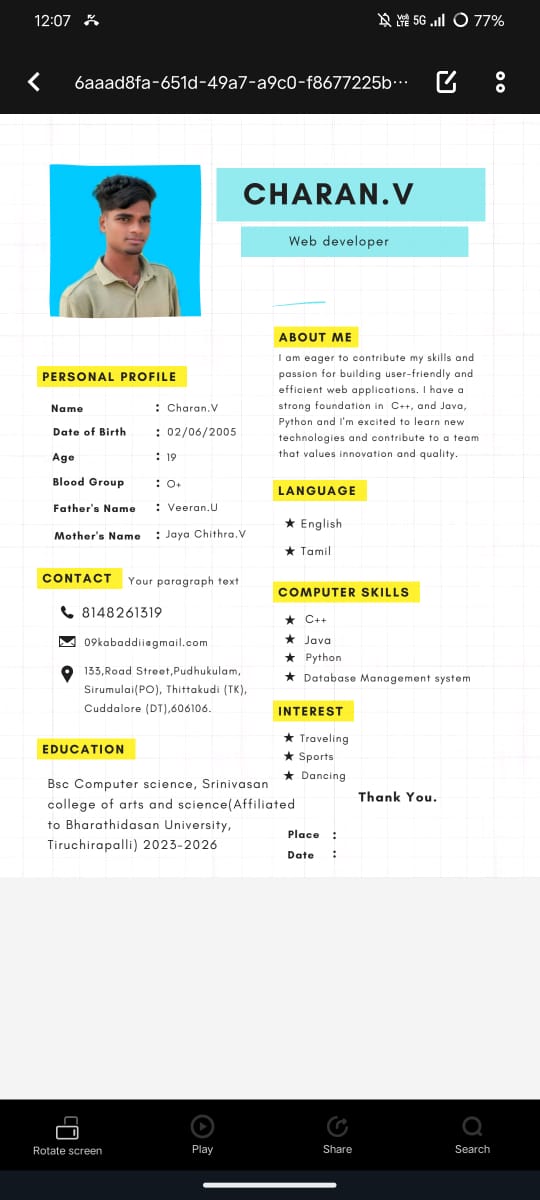 12:07
Vo)) LTE 5G 77%
6aaad8fa-651d-49a7-a9c0-f8677225b···
CHARAN.V
Web developer
PERSONAL PROFILE
Name : Charan.V
Date of Birth : 02/06/2005
Age : 19
Blood Group : O+
Father's Name : Veeran.U
Mother's Name : Jaya Chithra.V
CONTACT Your paragraph text
8148261319
09kabaddii@gmail.com
133,Road Street,Pudhukulam,
Sirumulai(PO), Thittakudi (TK),
Cuddalore (DT),606106.
EDUCATION
Bsc Computer science, Srinivasan
college of arts and science(Affiliated
to Bharathidasan University,
Tiruchirapalli) 2023-2026
ABOUT ME
I am eager to contribute my skills and
passion for building user-friendly and
efficient web applications. I have a
strong foundation in C++, and Java,
Python and I'm excited to learn new
technologies and contribute to a team
that values innovation and quality.
LANGUAGE
★ English
★ Tamil
COMPUTER SKILLS
★ C++
★ Java
★ Python
★ Database Management system
INTEREST
★ Traveling
★ Sports
★ Dancing
Thank You.
Place :
Date :
Rotate screen Play Share Search